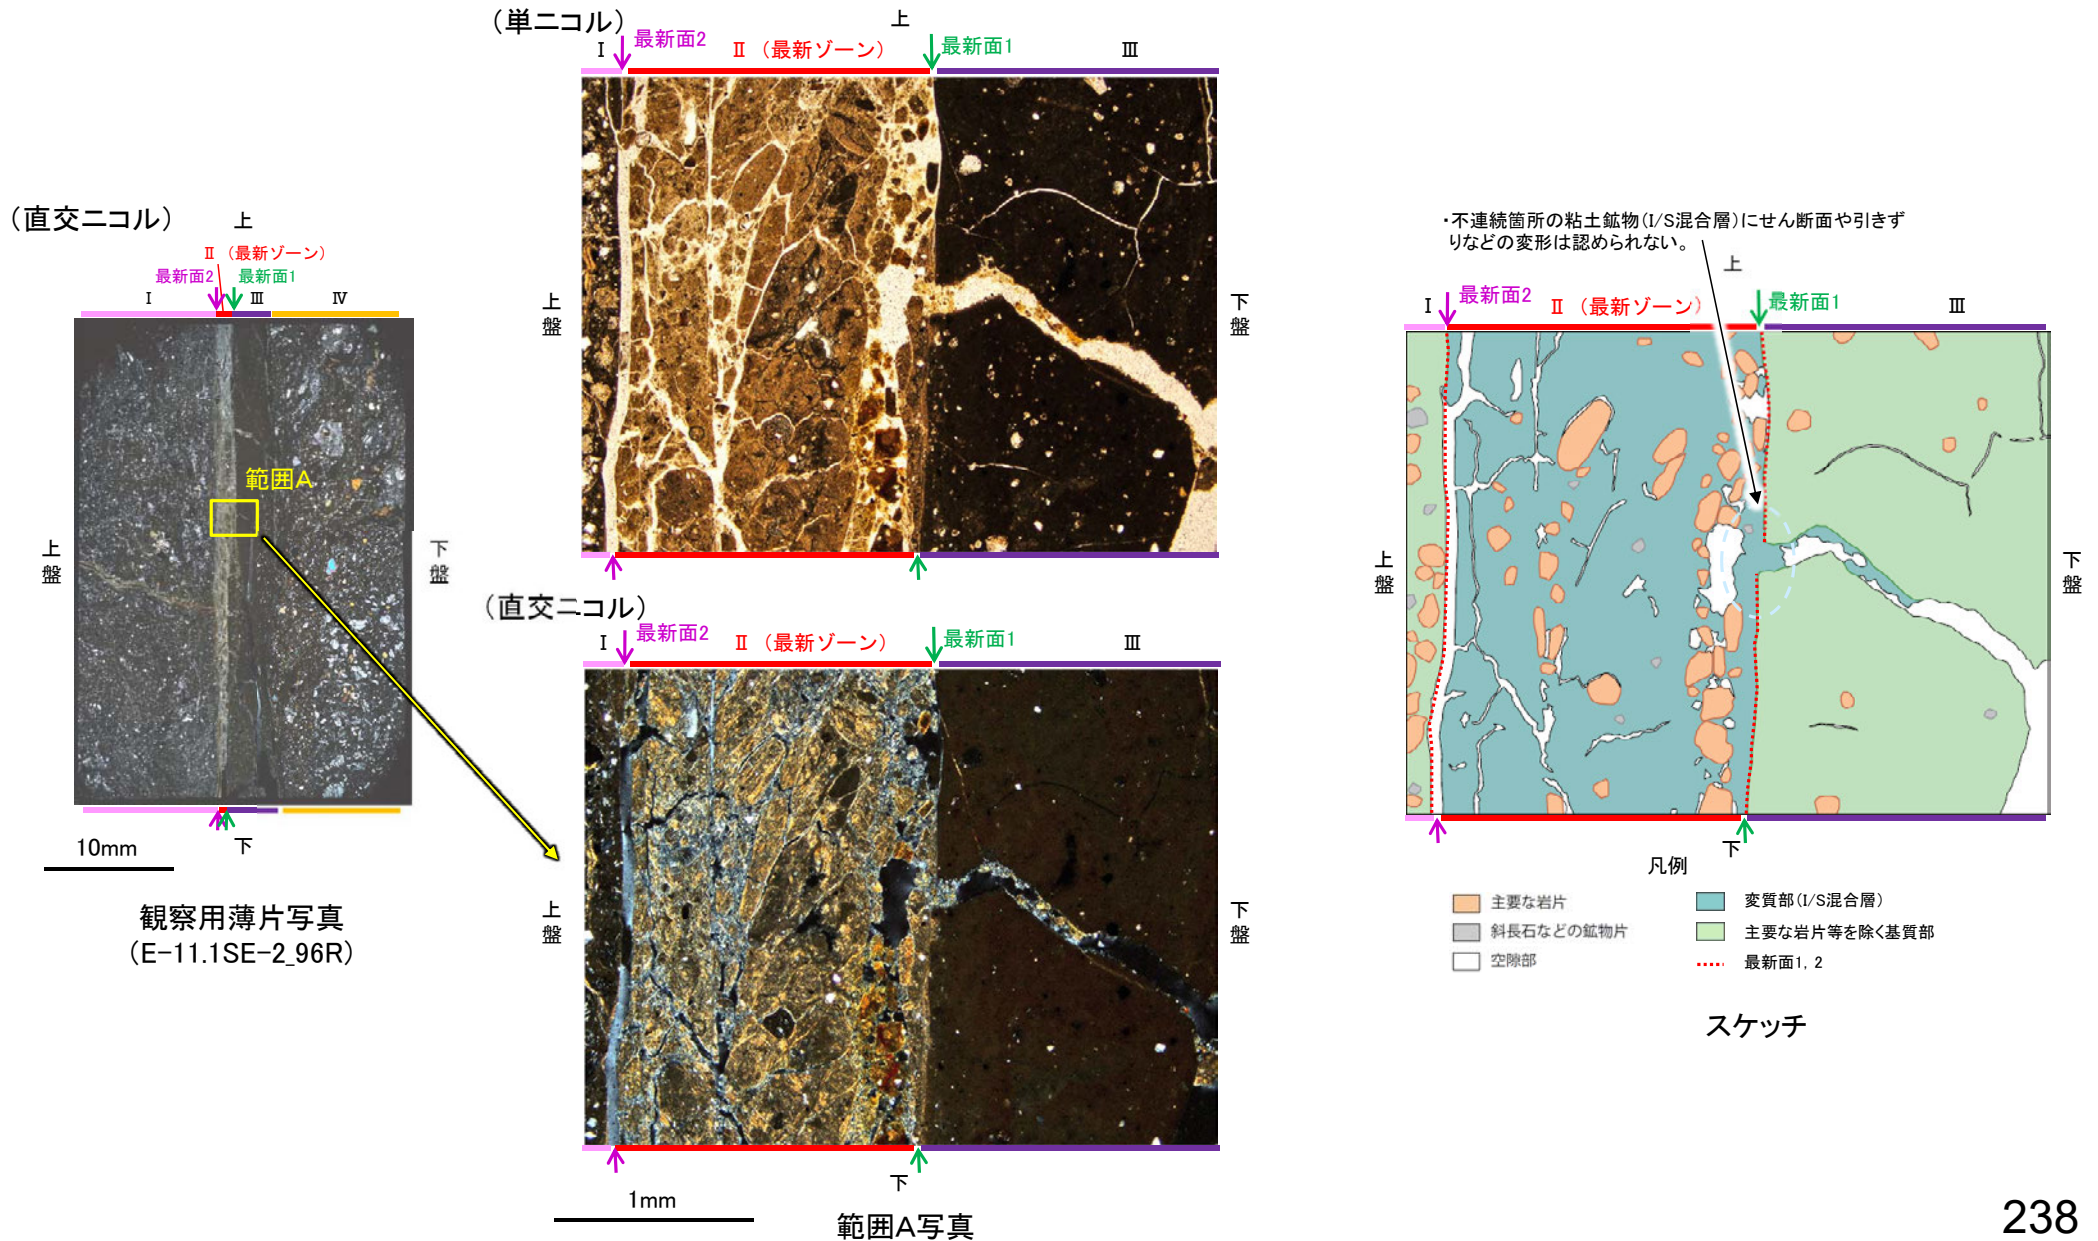 (直交ニコル)
上
Ⅱ (最新ゾーン)
最新面2
最新面1
Ⅰ
Ⅲ
Ⅳ
範囲A
上盤
下盤
下
10mm
観察用薄片写真
(E-11.1SE-2_96R)
(単ニコル)
上
Ⅰ
最新面2
Ⅱ (最新ゾーン)
最新面1
Ⅲ
上盤
下盤
(直交ニコル)
Ⅰ
最新面2
Ⅱ (最新ゾーン)
最新面1
Ⅲ
上盤
下盤
下
1mm
範囲A写真
・不連続箇所の粘土鉱物(I/S混合層)にせん断面や引きず
りなどの変形は認められない。
上
Ⅰ
最新面2
Ⅱ (最新ゾーン)
最新面1
Ⅲ
上盤
下盤
下
凡例
主要な岩片
斜長石などの鉱物片
空隙部
変質部(I/S混合層)
主要な岩片等を除く基質部
最新面1, 2
スケッチ
238